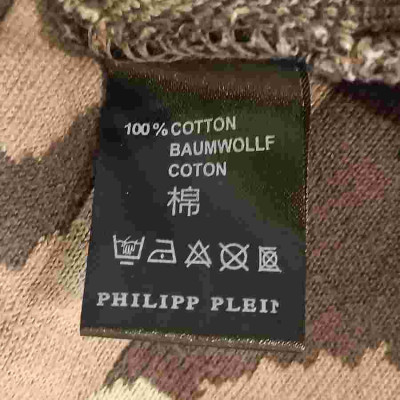 100% COTTON
BAUMWOLLF
COTON
棉
PHILIPP PLEIN